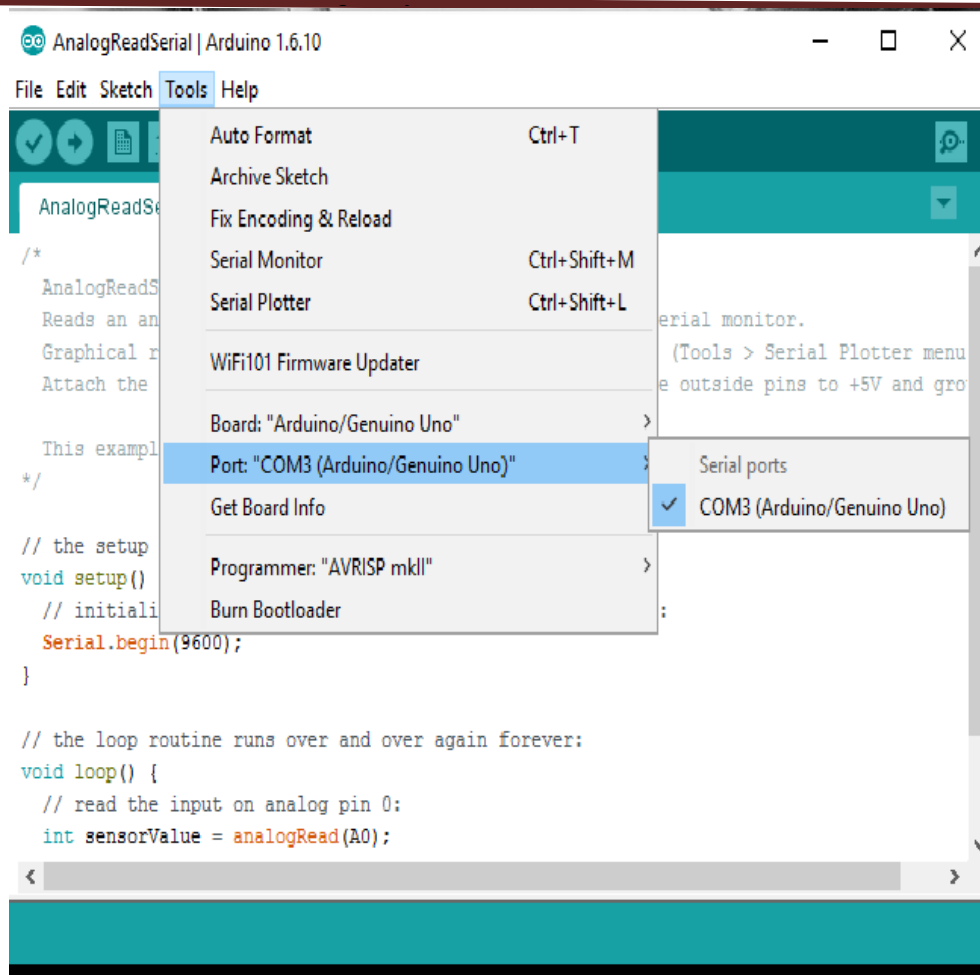 AnalogReadSerial | Arduino 1.6.10
File Edit Sketch Tools Help
Auto Format Ctrl+T
Archive Sketch
Fix Encoding & Reload
Serial Monitor Ctrl+Shift+M
Serial Plotter Ctrl+Shift+L
WiFi101 Firmware Updater
Board: "Arduino/Genuino Uno"
Port: "COM3 (Arduino/Genuino Uno)"
Get Board Info
Programmer: "AVRISP mkII"
Burn Bootloader
Serial ports
COM3 (Arduino/Genuino Uno)
AnalogReadSe
/*
AnalogReadS
Reads an an erial monitor.
Graphical r (Tools > Serial Plotter menu
Attach the e outside pins to +5V and gro
This exampl
*/
// the setup
void setup()
// initiali :
Serial.begin(9600);
}
// the loop routine runs over and over again forever:
void loop() {
// read the input on analog pin 0:
int sensorValue = analogRead(A0);